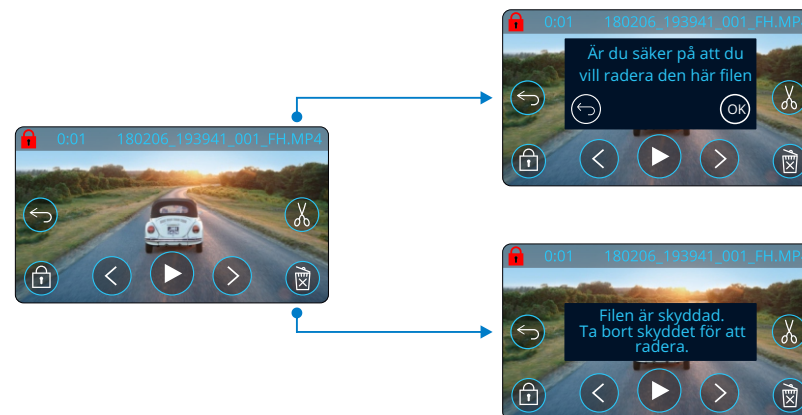 0:01 180206_193941_001_FH.MP4
0:01 180206_193941_001_FH.MP
Är du säker på att du
vill radera den här filen
OK
0:01 180206_193941_001_FH.MP
Filen är skyddad.
Ta bort skyddet för att
radera.